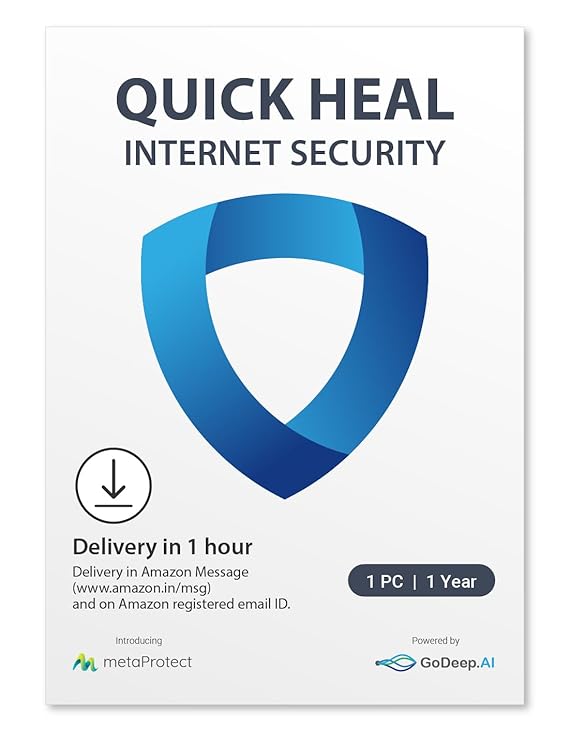 QUICK HEAL
INTERNET SECURITY
Delivery in 1 hour
Delivery in Amazon Message
(www.amazon.in/msg)
and on Amazon registered email ID.
1 PC | 1 Year
Introducing
metaProtect
Powered by
GoDeep.AI